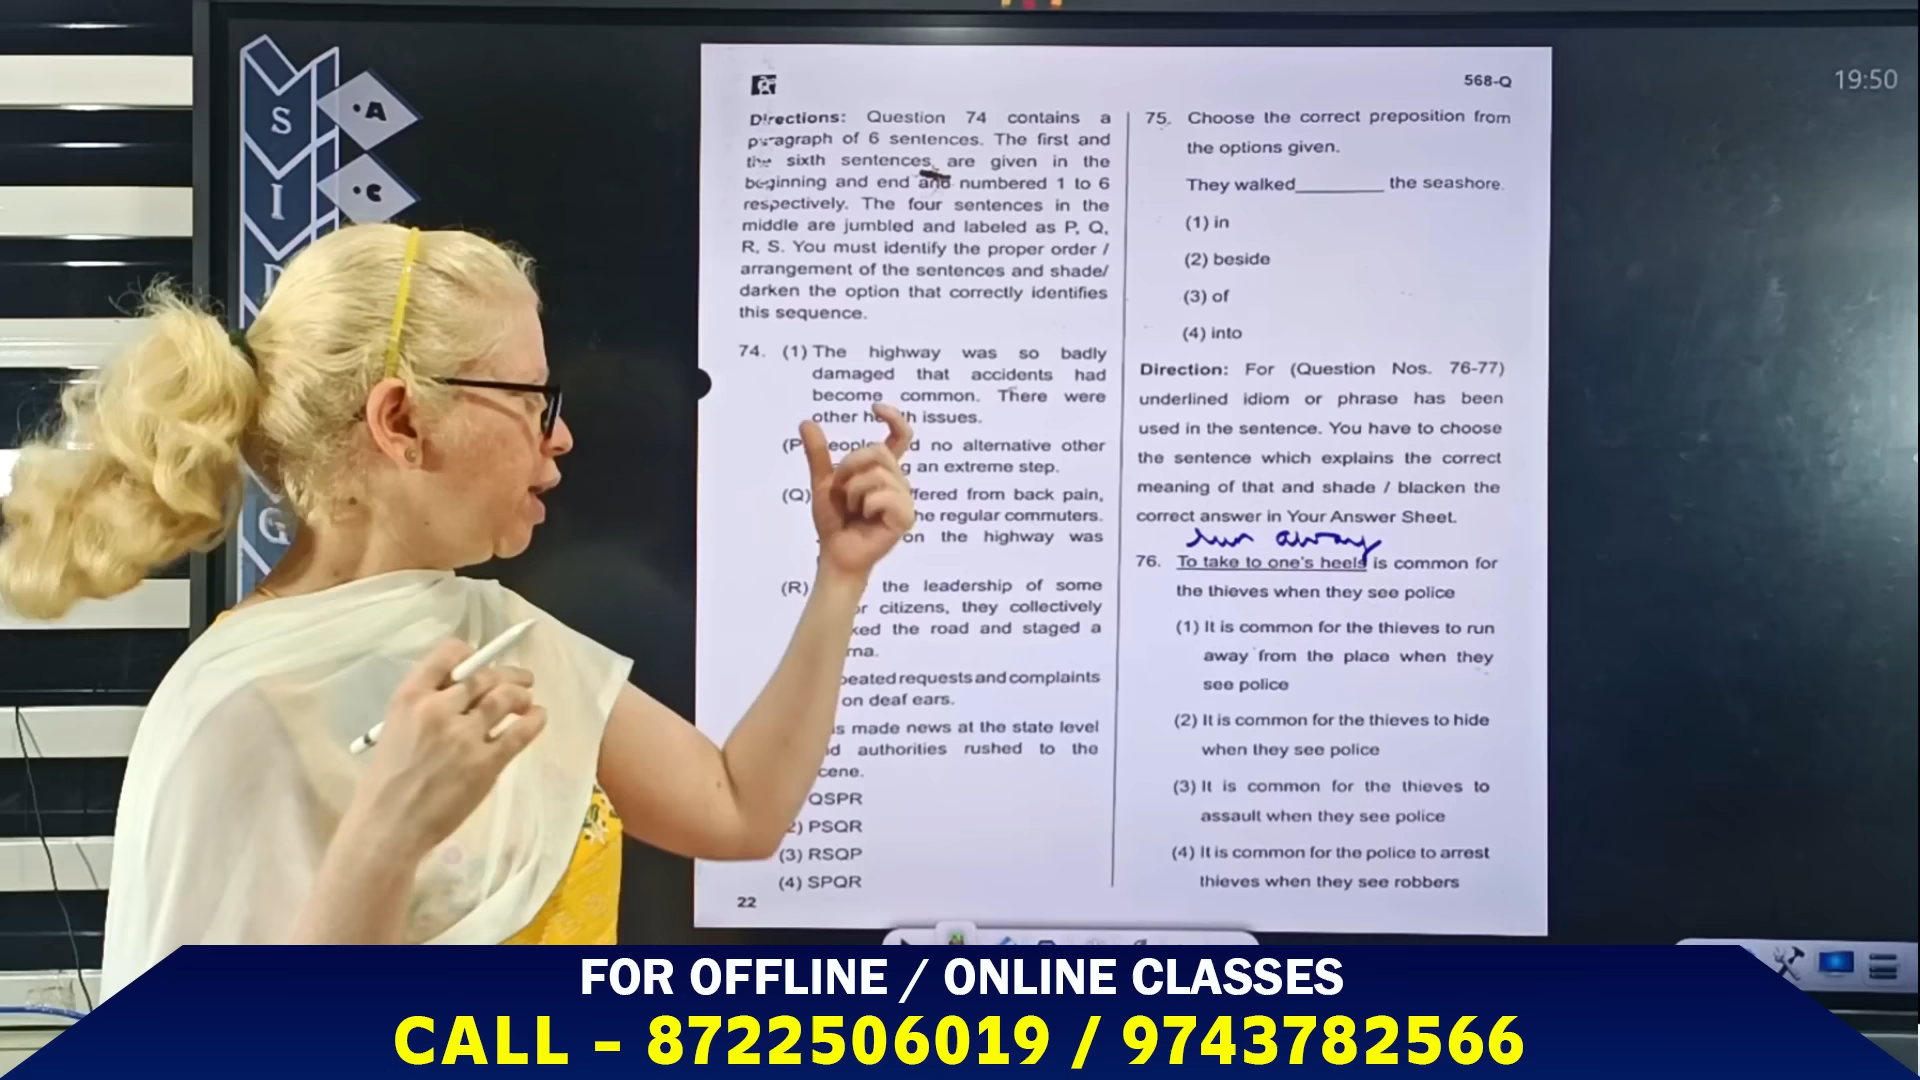 19:50
S
I
G
•A
•C
568-Q
Directions: Question 74 contains a
paragraph of 6 sentences. The first and
the sixth sentences are given in the
beginning and end and numbered 1 to 6
respectively. The four sentences in the
middle are jumbled and labeled as P, Q,
R, S. You must identify the proper order /
arrangement of the sentences and shade/
darken the option that correctly identifies
this sequence.
74. (1) The highway was so badly
damaged that accidents had
become common. There were
other health issues.
(P) no alternative other
an extreme step.
(Q) from back pain,
regular commuters.
on the highway was
(R) the leadership of some
citizens, they collectively
the road and staged a
requests and complaints
on deaf ears.
made news at the state level
authorities rushed to the
QSPR
2) PSQR
(3) RSQP
(4) SPQR
22
75. Choose the correct preposition from
the options given.
They walked________ the seashore.
(1) in
(2) beside
(3) of
(4) into
Direction: For (Question Nos. 76-77)
underlined idiom or phrase has been
used in the sentence. You have to choose
the sentence which explains the correct
meaning of that and shade / blacken the
correct answer in Your Answer Sheet.
run away
76. To take to one's heels is common for
the thieves when they see police
(1) It is common for the thieves to run
away from the place when they
see police
(2) It is common for the thieves to hide
when they see police
(3) It is common for the thieves to
assault when they see police
(4) It is common for the police to arrest
thieves when they see robbers
FOR OFFLINE / ONLINE CLASSES
CALL – 8722506019 / 9743782566